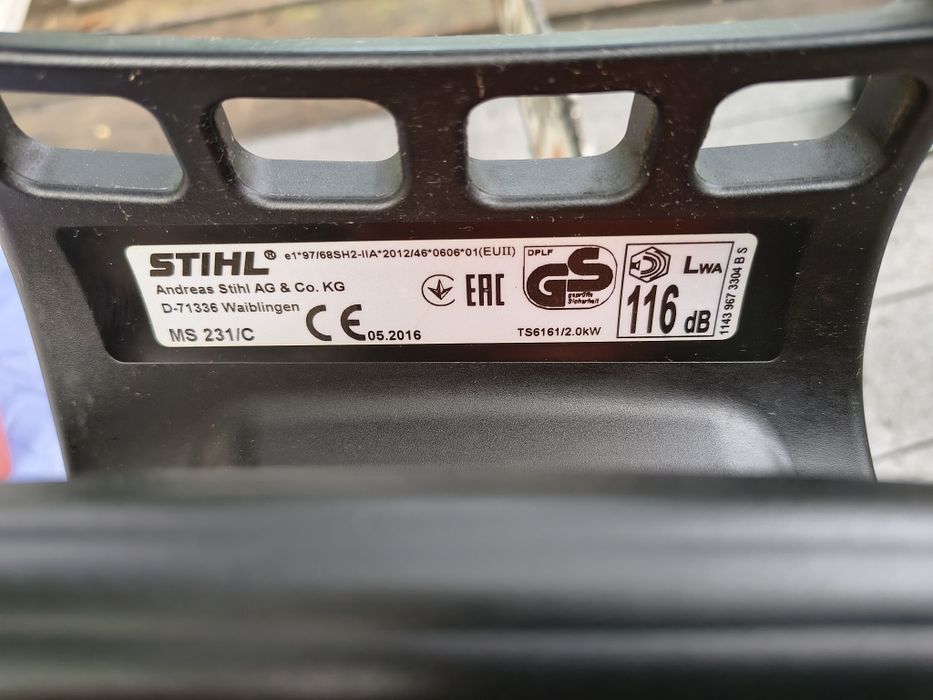 STIHL® e1*97/68SH2-IIA*2012/46*0606*01(EUII)
Andreas Stihl AG & Co. KG
D-71336 Waiblingen
MS 231/C
CE 05.2016
EAC
DPLF
GS
geprüfte
Sicherheit
TS6161/2.0kW
LWA
116 dB
1143 967 3304 B S